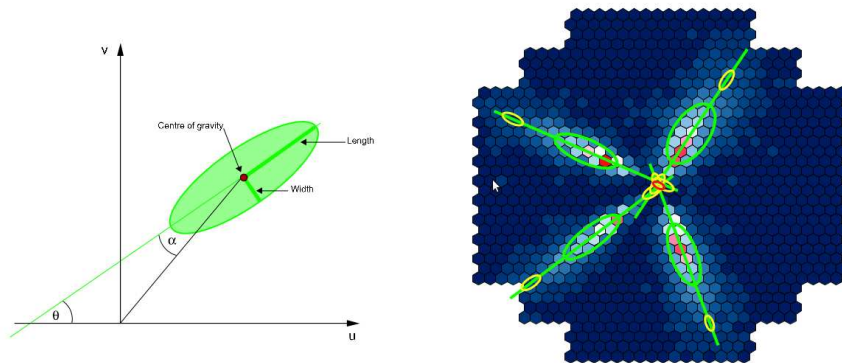 v
Centre of gravity
Length
Width
α
θ
u